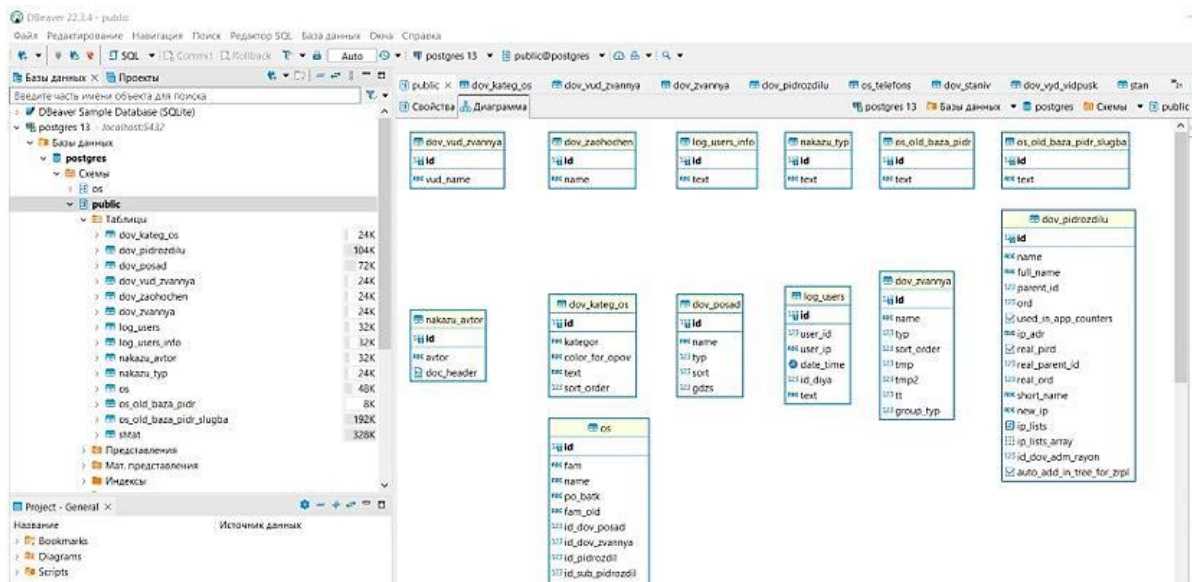 DBeaver 22.3.4 - public
Файл Редактирование Навигация Поиск Редактор SQL База данных Окна Справка
SQL Commit Rollback Auto postgres 13 public@postgres
Базы данных Проекты
Введите часть имени объекта для поиска
DBeaver Sample Database (SQLite)
postgres 13 - localhost:5432
Базы данных
postgres
Схемы
os
public
Таблицы
dov_kateg_os 24K
dov_pidrozdilu 104K
dov_posad 72K
dov_vud_zvannya 24K
dov_zaohochen 24K
dov_zvannya 24K
log_users 32K
log_users_info 32K
nakazu_avtor 32K
nakazu_typ 24K
os 48K
os_old_baza_pidr 8K
os_old_baza_pidr_slugba 192K
shtat 328K
Представления
Мат. представления
Индексы
Project - General
Название Источник данных
Bookmarks
Diagrams
Scripts
public dov_kateg_os dov_vud_zvannya dov_zvannya dov_pidrozdilu os_telefons dov_staniv dov_vyd_vidpusk stan
Свойства Диаграмма postgres 13 Базы данных postgres Схемы public
dov_vud_zvannya
id
vud_name
dov_zaohochen
id
name
log_users_info
id
text
nakazu_typ
id
text
os_old_baza_pidr
id
text
os_old_baza_pidr_slugba
id
text
nakazu_avtor
id
avtor
doc_header
dov_kateg_os
id
kategor
color_for_opov
text
sort_order
dov_posad
id
name
typ
sort
gdzs
log_users
id
user_id
user_ip
date_time
id_diya
text
dov_zvannya
id
name
typ
sort_order
tmp
tmp2
tt
group_typ
dov_pidrozdilu
id
name
full_name
parent_id
ord
used_in_app_counters
ip_adr
real_pird
real_parent_id
real_ord
short_name
new_ip
ip_lists
ip_lists_array
id_dov_adm_rayon
auto_add_in_tree_for_zrpl
os
id
fam
name
po_batk
fam_old
id_dov_posad
id_dov_zvannya
id_pidrozdil
id_sub_pidrozdil